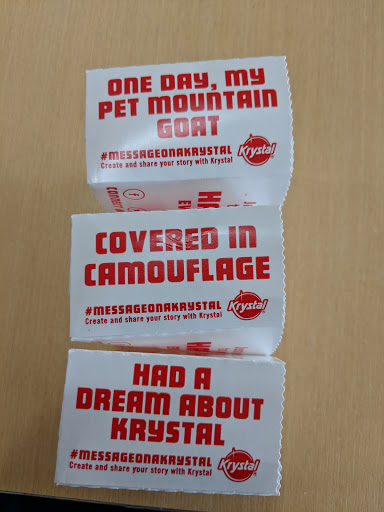 ONE DAY, MY
PET MOUNTAIN
GOAT
#MESSAGEONAKRYSTAL
Create and share your story with Krystal
Krystal
COVERED IN
CAMOUFLAGE
#MESSAGEONAKRYSTAL
Create and share your story with Krystal
Krystal
HAD A
DREAM ABOUT
KRYSTAL
#MESSAGEONAKRYSTAL
Create and share your story with Krystal
Krystal